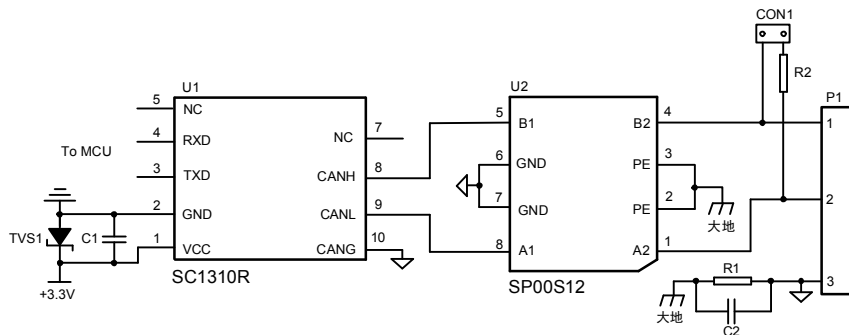 CON1
R2
P1
1
2
3
U1
5 NC
4 RXD
3 TXD
2 GND
1 VCC
NC 7
CANH 8
CANL 9
CANG 10
SC1310R
To MCU
TVS1
C1
+3.3V
U2
5 B1
6 GND
7 GND
8 A1
B2 4
PE 3
PE 2
A2 1
SP00S12
大地
R1
C2
大地